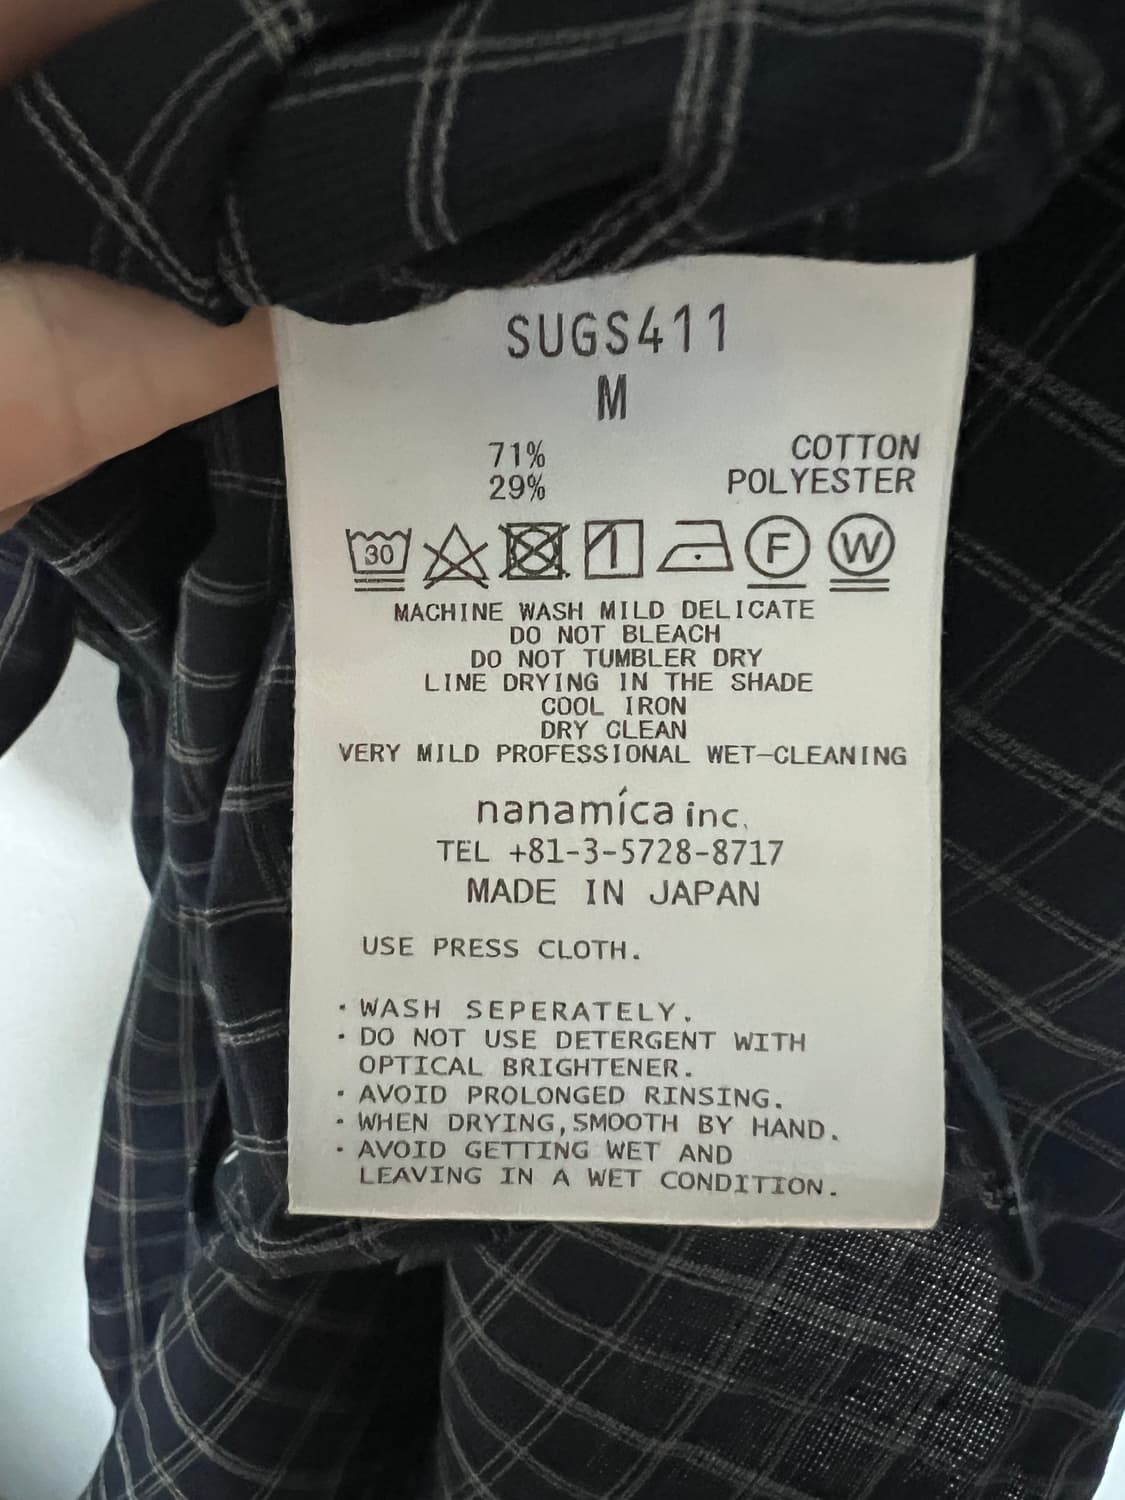 SUGS411
M
71% COTTON
29% POLYESTER
30 1 F W
MACHINE WASH MILD DELICATE
DO NOT BLEACH
DO NOT TUMBLER DRY
LINE DRYING IN THE SHADE
COOL IRON
DRY CLEAN
VERY MILD PROFESSIONAL WET-CLEANING
nanamíca inc.
TEL +81-3-5728-8717
MADE IN JAPAN
USE PRESS CLOTH.
・WASH SEPERATELY.
・DO NOT USE DETERGENT WITH
OPTICAL BRIGHTENER.
・AVOID PROLONGED RINSING.
・WHEN DRYING,SMOOTH BY HAND.
・AVOID GETTING WET AND
LEAVING IN A WET CONDITION.